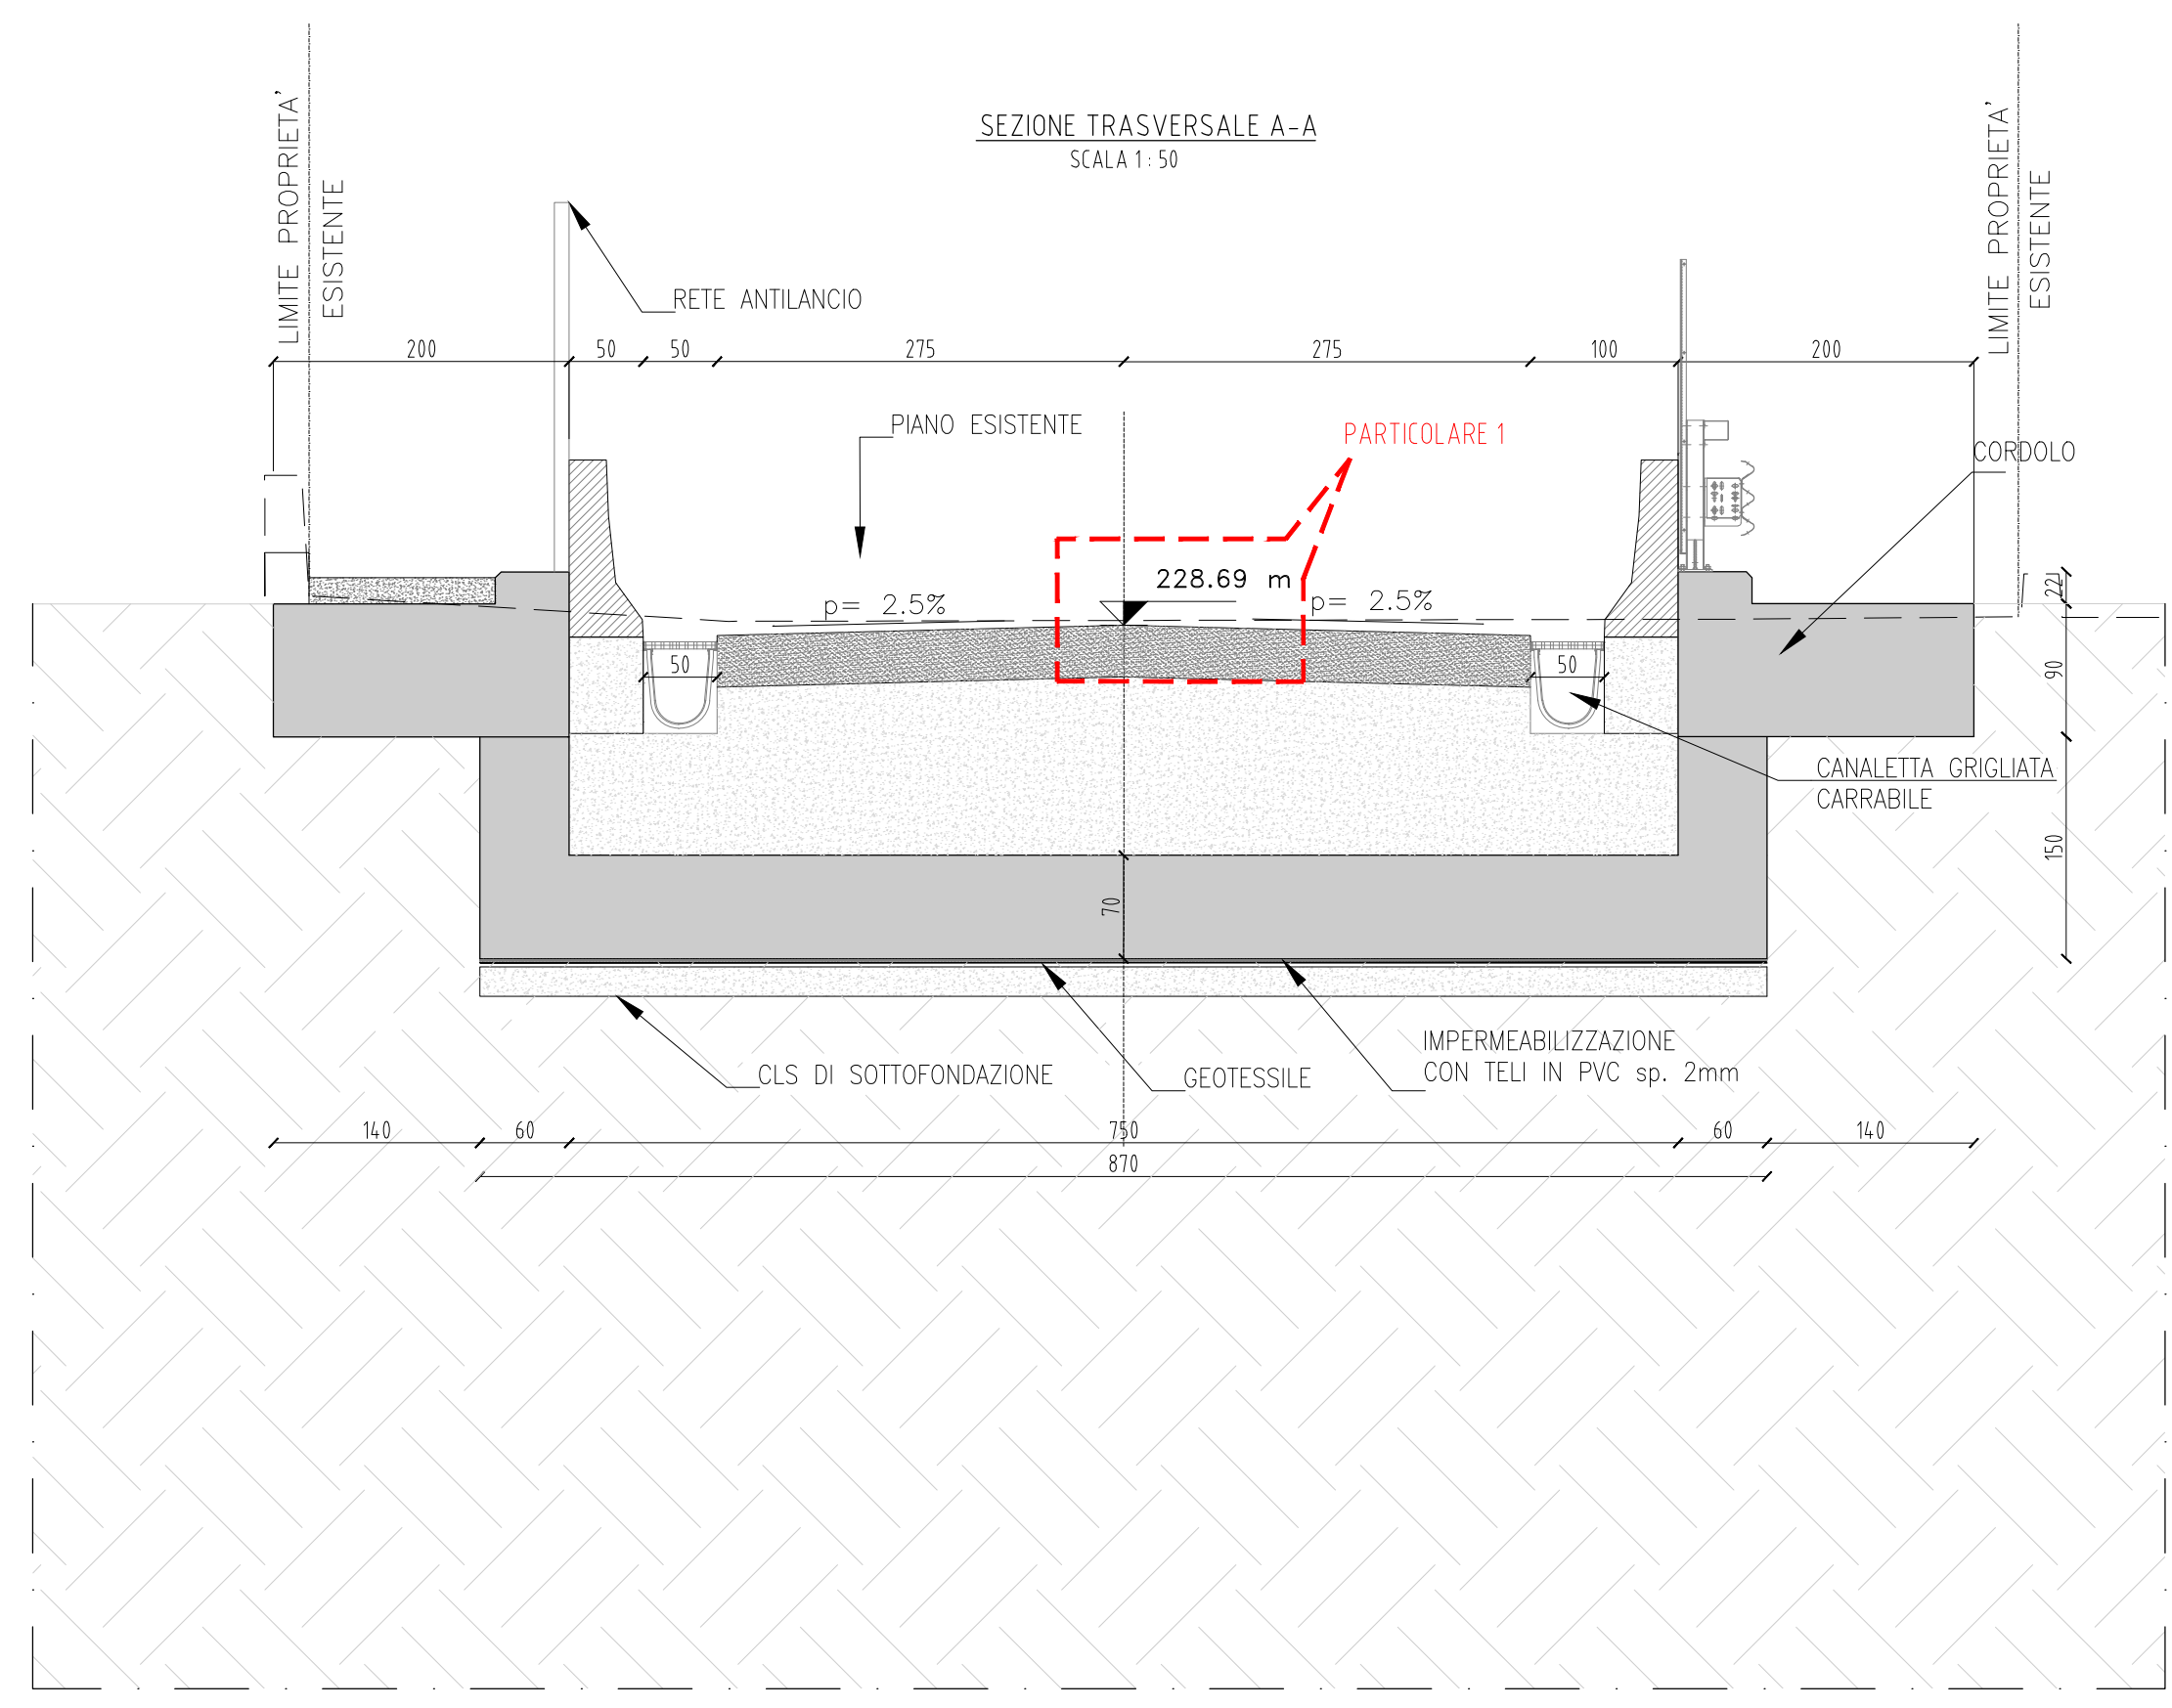 SEZIONE TRASVERSALE A-A
SCALA 1:50
LIMITE PROPRIETA'
ESISTENTE
LIMITE PROPRIETA'
ESISTENTE
RETE ANTILANCIO
200
50
50
275
275
100
200
PIANO ESISTENTE
PARTICOLARE 1
CORDOLO
228.69 m
p= 2.5%
p= 2.5%
22
50
50
90
CANALETTA GRIGLIATA
CARRABILE
150
70
IMPERMEABILIZZAZIONE
CON TELI IN PVC sp. 2mm
CLS DI SOTTOFONDAZIONE
GEOTESSILE
140
60
750
60
140
870